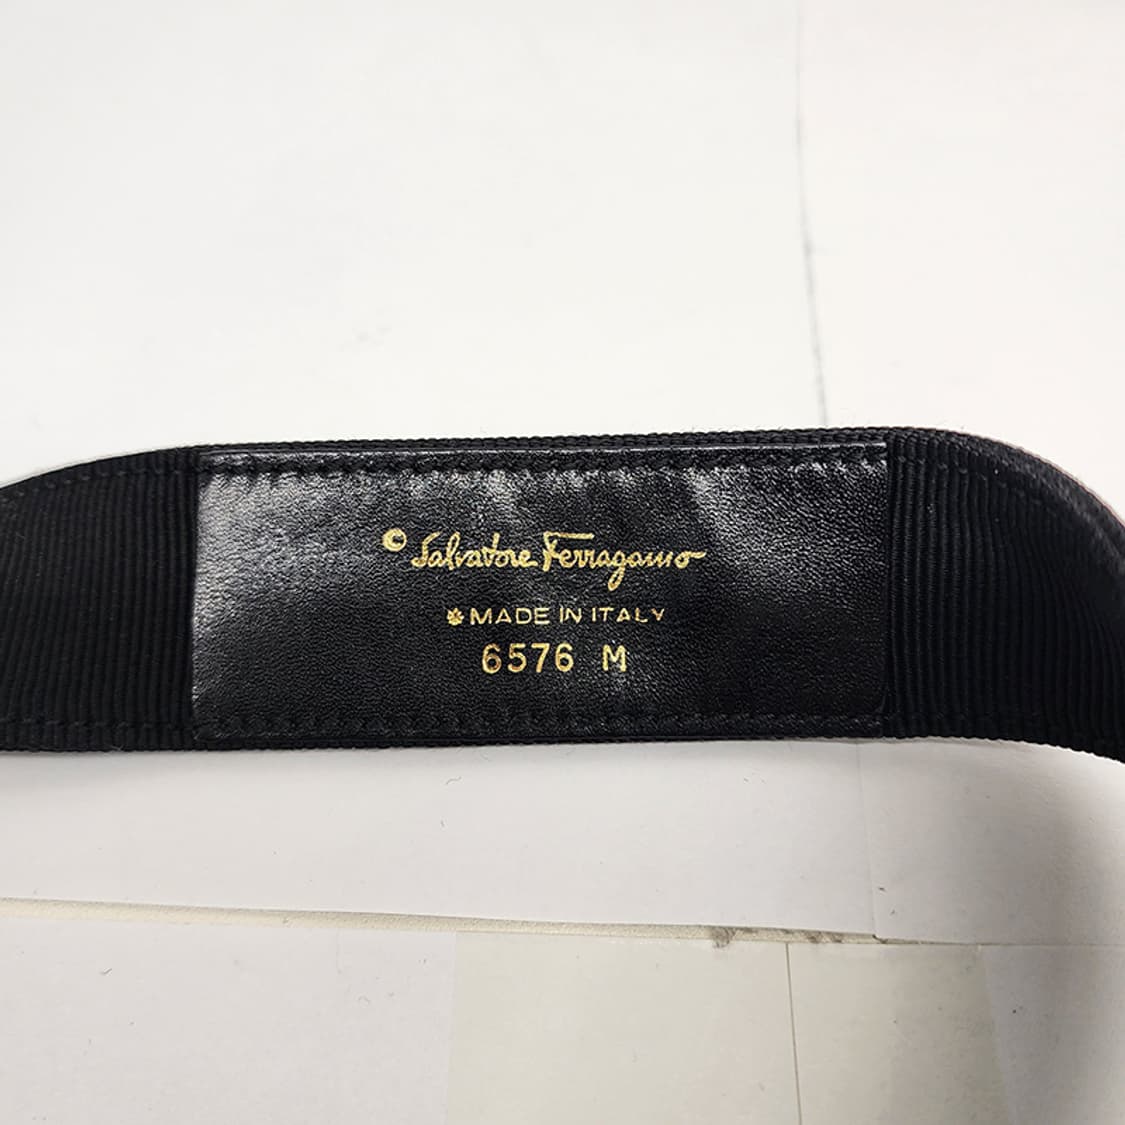 © Salvatore Ferragamo
MADE IN ITALY
6576 M